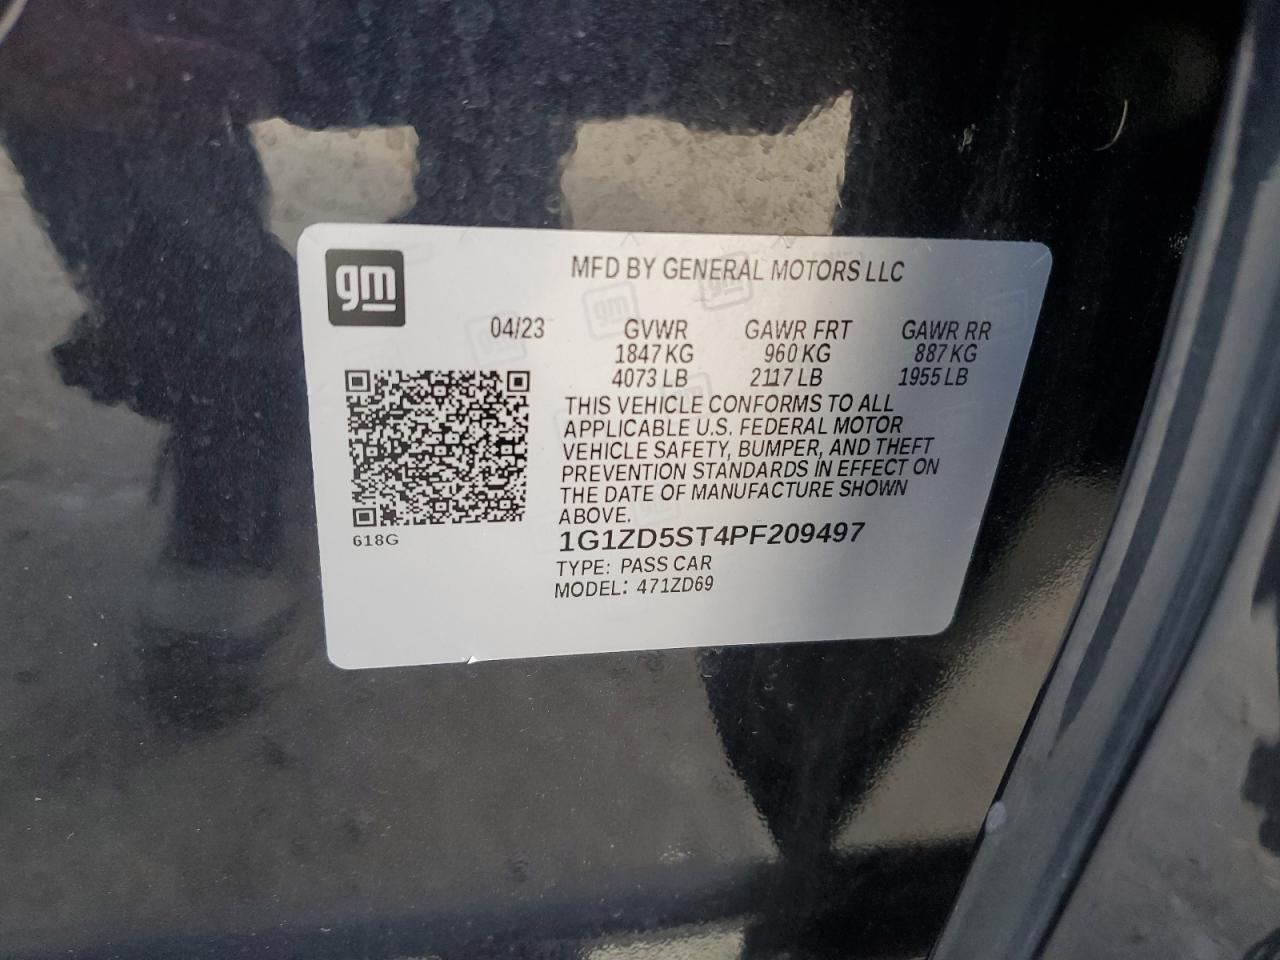 gm
MFD BY GENERAL MOTORS LLC
04/23 GVWR GAWR FRT GAWR RR
1847 KG 960 KG 887 KG
4073 LB 2117 LB 1955 LB
THIS VEHICLE CONFORMS TO ALL
APPLICABLE U.S. FEDERAL MOTOR
VEHICLE SAFETY, BUMPER, AND THEFT
PREVENTION STANDARDS IN EFFECT ON
THE DATE OF MANUFACTURE SHOWN
ABOVE.
618G
1G1ZD5ST4PF209497
TYPE: PASS CAR
MODEL: 471ZD69